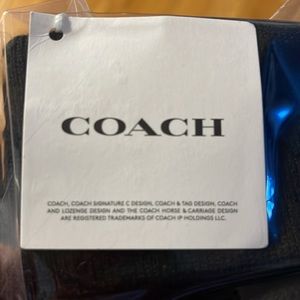 COACH
COACH, COACH SIGNATURE C DESIGN, COACH & TAG DESIGN, COACH
AND LOZENGE DESIGN AND THE COACH HORSE & CARRIAGE DESIGN
ARE REGISTERED TRADEMARKS OF COACH IP HOLDINGS LLC.